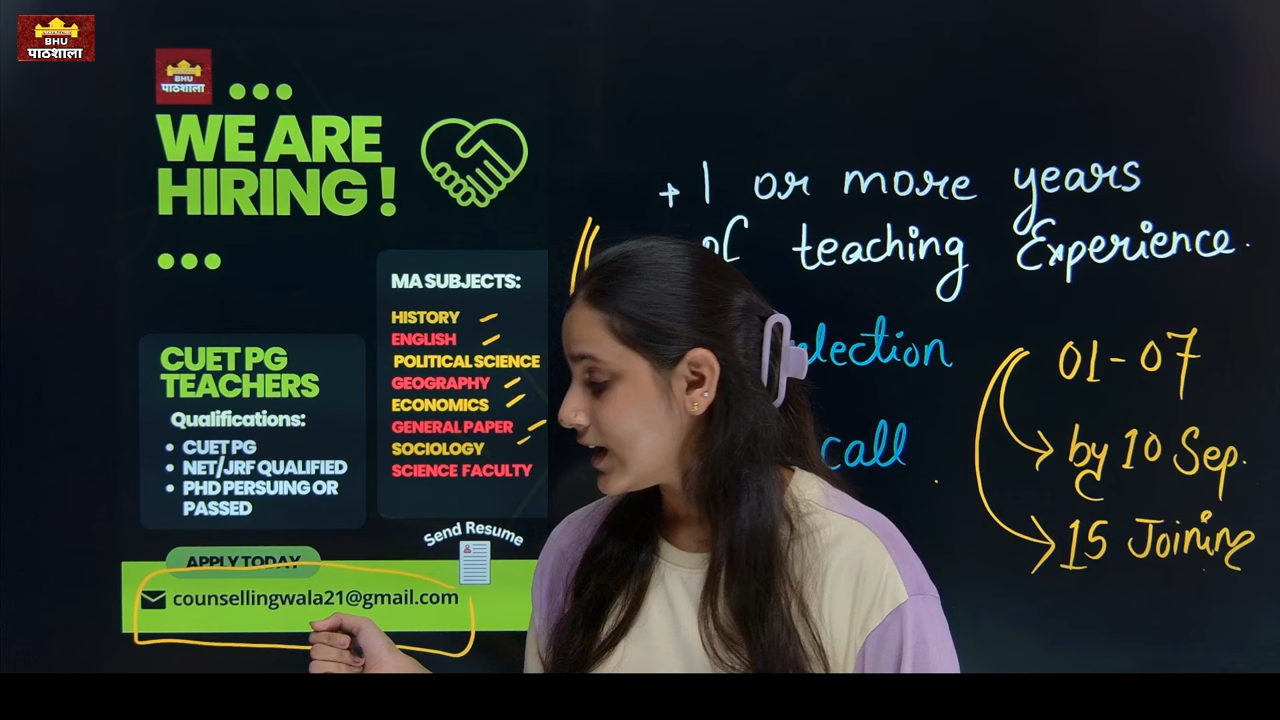 BHU
पाठशाला
BHU
पाठशाला
WE ARE
HIRING !
MA SUBJECTS:
HISTORY
ENGLISH
POLITICAL SCIENCE
GEOGRAPHY
ECONOMICS
GENERAL PAPER
SOCIOLOGY
SCIENCE FACULTY
CUET PG
TEACHERS
Qualifications:
• CUET PG
• NET/JRF QUALIFIED
• PHD PERSUING OR
PASSED
Send Resume
APPLY TODAY
counsellingwala21@gmail.com
+ 1 or more years
of teaching Experience.
call
01-07
by 10 Sep.
15 Joining